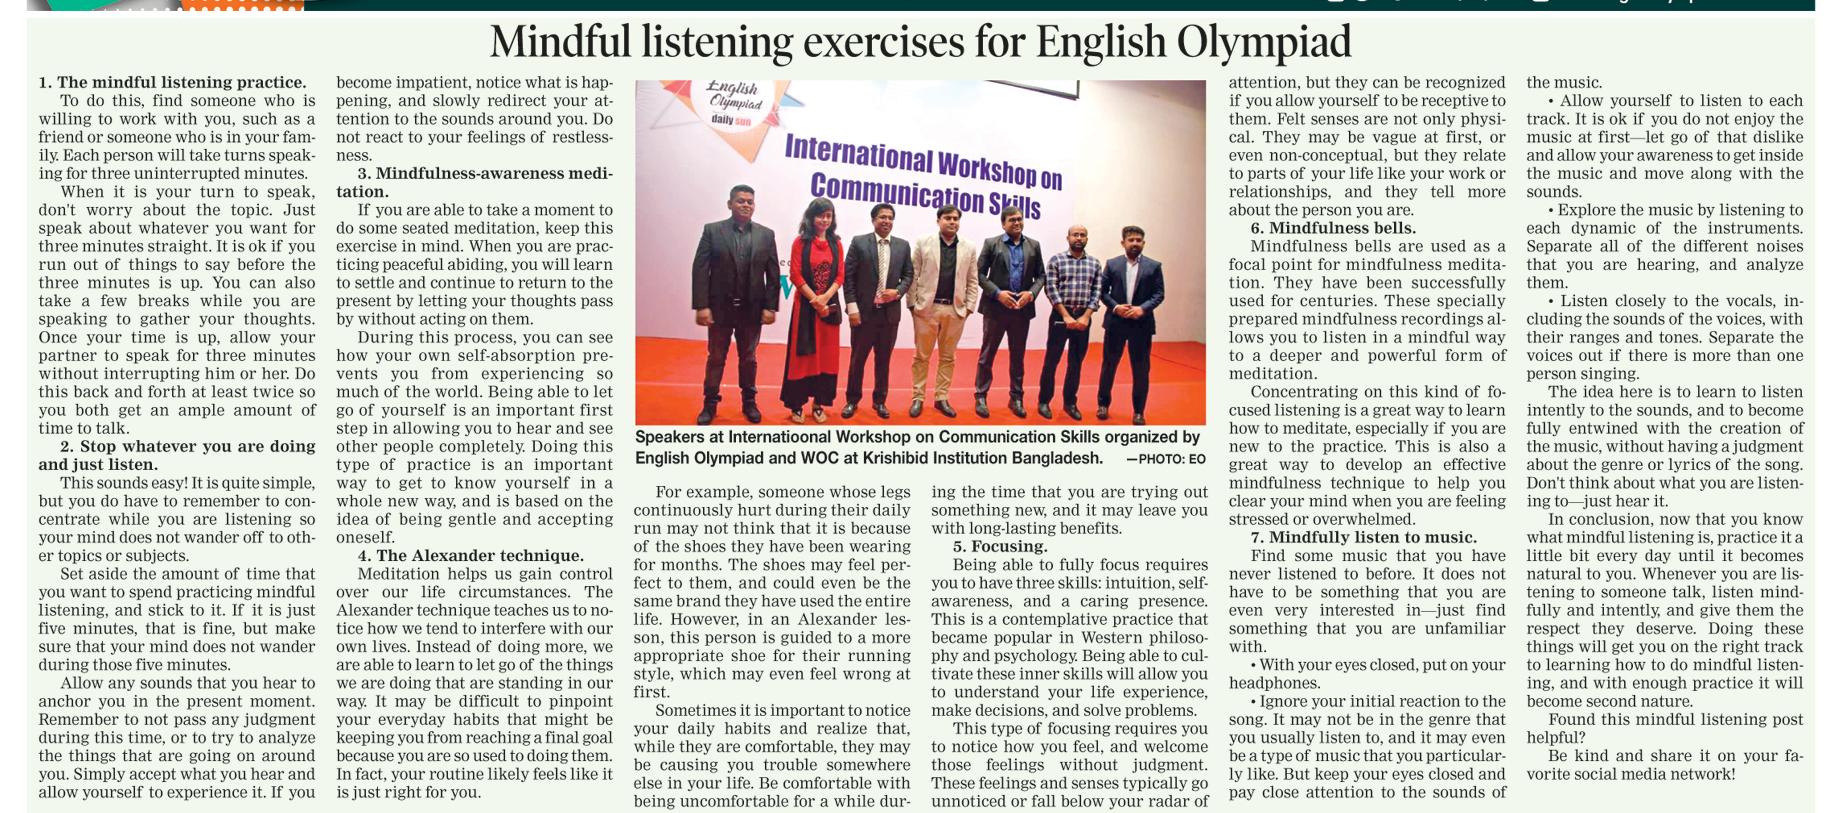 Mindful listening exercises for English Olympiad
1. The mindful listening practice.
To do this, find someone who is
willing to work with you, such as a
friend or someone who is in your fam-
ily. Each person will take turns speak-
ing for three uninterrupted minutes.
When it is your turn to speak,
don't worry about the topic. Just
speak about whatever you want for
three minutes straight. It is ok if you
run out of things to say before the
three minutes is up. You can also
take a few breaks while you are
speaking to gather your thoughts.
Once your time is up, allow your
partner to speak for three minutes
without interrupting him or her. Do
this back and forth at least twice so
you both get an ample amount of
time to talk.
2. Stop whatever you are doing
and just listen.
This sounds easy! It is quite simple,
but you do have to remember to con-
centrate while you are listening so
your mind does not wander off to oth-
er topics or subjects.
Set aside the amount of time that
you want to spend practicing mindful
listening, and stick to it. If it is just
five minutes, that is fine, but make
sure that your mind does not wander
during those five minutes.
Allow any sounds that you hear to
anchor you in the present moment.
Remember to not pass any judgment
during this time, or to try to analyze
the things that are going on around
you. Simply accept what you hear and
allow yourself to experience it. If you
become impatient, notice what is hap-
pening, and slowly redirect your at-
tention to the sounds around you. Do
not react to your feelings of restless-
ness.
3. Mindfulness-awareness medi-
tation.
If you are able to take a moment to
do some seated meditation, keep this
exercise in mind. When you are prac-
ticing peaceful abiding, you will learn
to settle and continue to return to the
present by letting your thoughts pass
by without acting on them.
During this process, you can see
how your own self-absorption pre-
vents you from experiencing so
much of the world. Being able to let
go of yourself is an important first
step in allowing you to hear and see
other people completely. Doing this
type of practice is an important
way to get to know yourself in a
whole new way, and is based on the
idea of being gentle and accepting
oneself.
4. The Alexander technique.
Meditation helps us gain control
over our life circumstances. The
Alexander technique teaches us to no-
tice how we tend to interfere with our
own lives. Instead of doing more, we
are able to learn to let go of the things
we are doing that are standing in our
way. It may be difficult to pinpoint
your everyday habits that might be
keeping you from reaching a final goal
because you are so used to doing them.
In fact, your routine likely feels like it
is just right for you.
English
Olympiad
daily sun
International Workshop on
Communication Skills
Speakers at Internatioonal Workshop on Communication Skills organized by
English Olympiad and WOC at Krishibid Institution Bangladesh. —PHOTO: EO
For example, someone whose legs
continuously hurt during their daily
run may not think that it is because
of the shoes they have been wearing
for months. The shoes may feel per-
fect to them, and could even be the
same brand they have used the entire
life. However, in an Alexander les-
son, this person is guided to a more
appropriate shoe for their running
style, which may even feel wrong at
first.
Sometimes it is important to notice
your daily habits and realize that,
while they are comfortable, they may
be causing you trouble somewhere
else in your life. Be comfortable with
being uncomfortable for a while dur-
ing the time that you are trying out
something new, and it may leave you
with long-lasting benefits.
5. Focusing.
Being able to fully focus requires
you to have three skills: intuition, self-
awareness, and a caring presence.
This is a contemplative practice that
became popular in Western philoso-
phy and psychology. Being able to cul-
tivate these inner skills will allow you
to understand your life experience,
make decisions, and solve problems.
This type of focusing requires you
to notice how you feel, and welcome
those feelings without judgment.
These feelings and senses typically go
unnoticed or fall below your radar of
attention, but they can be recognized
if you allow yourself to be receptive to
them. Felt senses are not only physi-
cal. They may be vague at first, or
even non-conceptual, but they relate
to parts of your life like your work or
relationships, and they tell more
about the person you are.
6. Mindfulness bells.
Mindfulness bells are used as a
focal point for mindfulness medita-
tion. They have been successfully
used for centuries. These specially
prepared mindfulness recordings al-
lows you to listen in a mindful way
to a deeper and powerful form of
meditation.
Concentrating on this kind of fo-
cused listening is a great way to learn
how to meditate, especially if you are
new to the practice. This is also a
great way to develop an effective
mindfulness technique to help you
clear your mind when you are feeling
stressed or overwhelmed.
7. Mindfully listen to music.
Find some music that you have
never listened to before. It does not
have to be something that you are
even very interested in—just find
something that you are unfamiliar
with.
• With your eyes closed, put on your
headphones.
• Ignore your initial reaction to the
song. It may not be in the genre that
you usually listen to, and it may even
be a type of music that you particular-
ly like. But keep your eyes closed and
pay close attention to the sounds of
the music.
• Allow yourself to listen to each
track. It is ok if you do not enjoy the
music at first—let go of that dislike
and allow your awareness to get inside
the music and move along with the
sounds.
• Explore the music by listening to
each dynamic of the instruments.
Separate all of the different noises
that you are hearing, and analyze
them.
• Listen closely to the vocals, in-
cluding the sounds of the voices, with
their ranges and tones. Separate the
voices out if there is more than one
person singing.
The idea here is to learn to listen
intently to the sounds, and to become
fully entwined with the creation of
the music, without having a judgment
about the genre or lyrics of the song.
Don't think about what you are listen-
ing to—just hear it.
In conclusion, now that you know
what mindful listening is, practice it a
little bit every day until it becomes
natural to you. Whenever you are lis-
tening to someone talk, listen mind-
fully and intently, and give them the
respect they deserve. Doing these
things will get you on the right track
to learning how to do mindful listen-
ing, and with enough practice it will
become second nature.
Found this mindful listening post
helpful?
Be kind and share it on your fa-
vorite social media network!